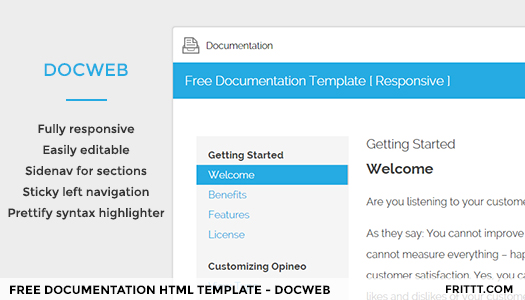 DOCWEB
Fully responsive
Easily editable
Sidenav for sections
Sticky left navigation
Prettify syntax highlighter
Documentation
Free Documentation Template [ Responsive ]
Getting Started
Welcome
Benefits
Features
License
Customizing Opineo
Getting Started
Welcome
Are you listening to your custome
As they say: You cannot improve
cannot measure everything – hap
customer satisfaction. Yes, you ca
likes and dislikes of your custome
FREE DOCUMENTATION HTML TEMPLATE - DOCWEB
FRITTT.COM